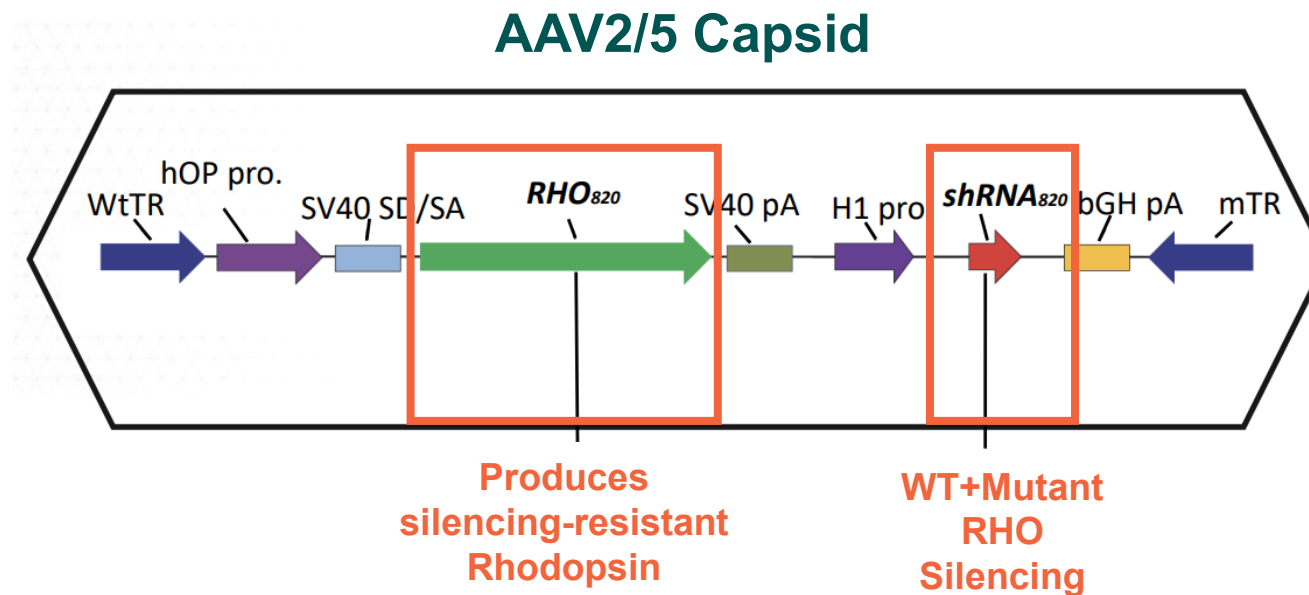 AAV2/5 Capsid
WtTR
hOP pro.
SV40 SD/SA
RHO820
SV40 pA
H1 pro
shRNA820
bGH pA
mTR
Produces
silencing-resistant
Rhodopsin
WT+Mutant
RHO
Silencing